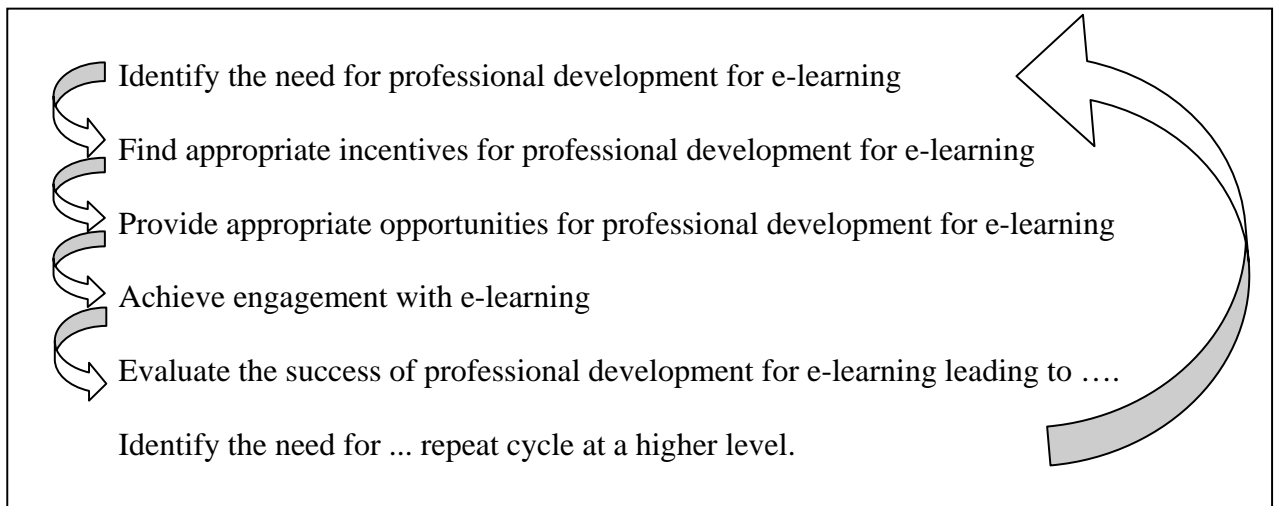 Identify the need for professional development for e-learning
Find appropriate incentives for professional development for e-learning
Provide appropriate opportunities for professional development for e-learning
Achieve engagement with e-learning
Evaluate the success of professional development for e-learning leading to ….
Identify the need for ... repeat cycle at a higher level.